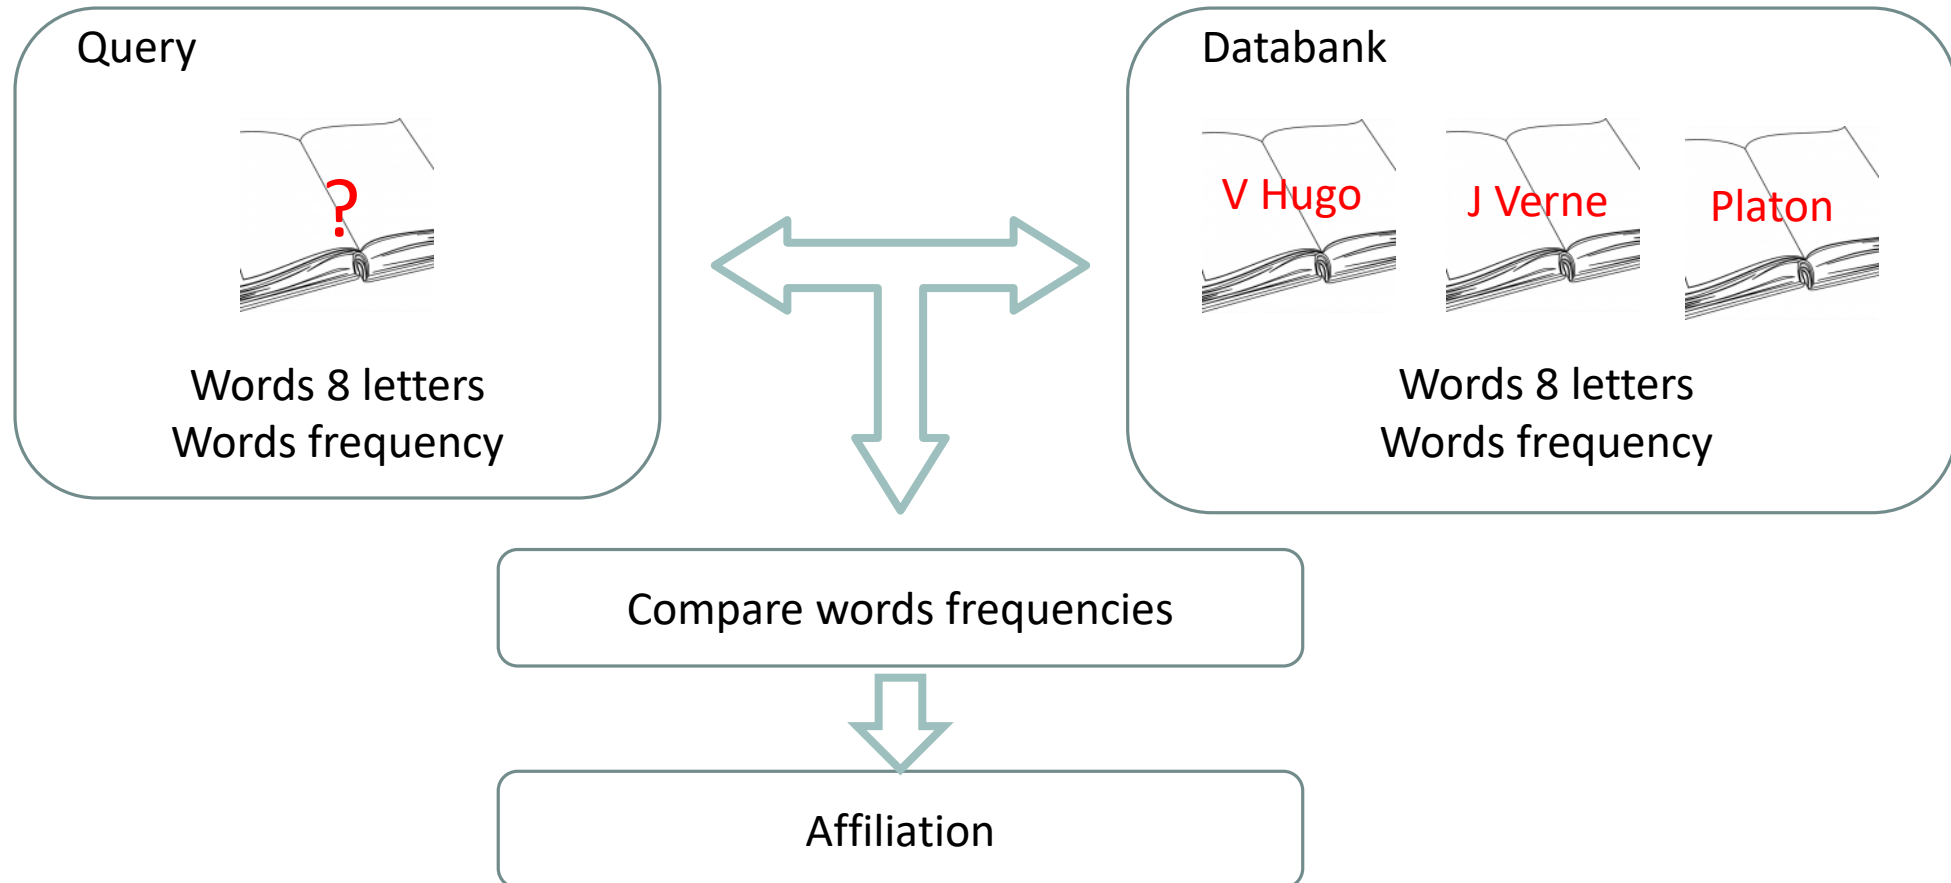 Query
?
Words 8 letters
Words frequency
Databank
V Hugo
J Verne
Platon
Words 8 letters
Words frequency
Compare words frequencies
Affiliation